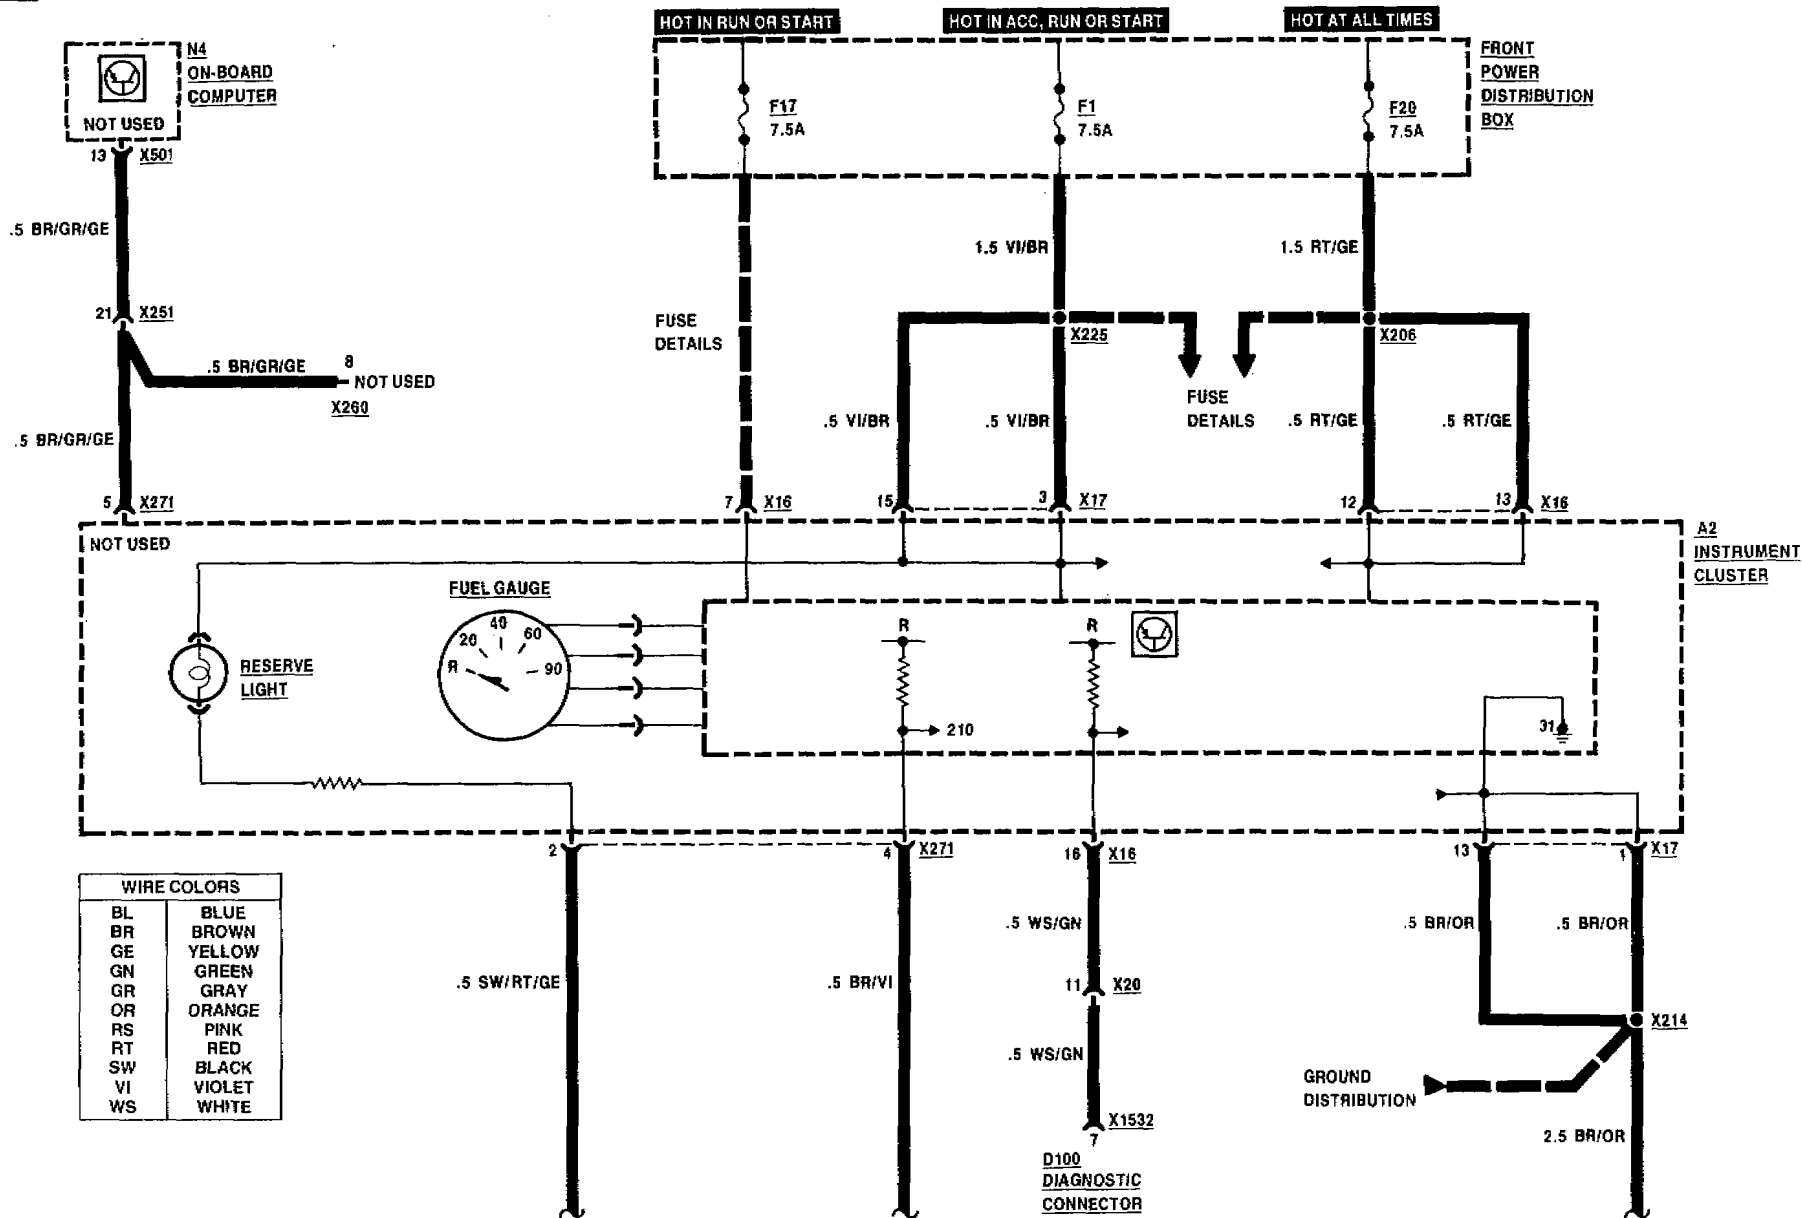 HOT IN RUN OR START
HOT IN ACC, RUN OR START
HOT AT ALL TIMES
N4
ON-BOARD
COMPUTER
NOT USED
13 X501
F17
7.5A
F1
7.5A
F20
7.5A
FRONT
POWER
DISTRIBUTION
BOX
.5 BR/GR/GE
21 X251
.5 BR/GR/GE
8
NOT USED
X260
.5 BR/GR/GE
5 X271
FUSE
DETAILS
1.5 VI/BR
1.5 RT/GE
X225
X206
FUSE
DETAILS
.5 VI/BR
.5 VI/BR
.5 RT/GE
.5 RT/GE
7 X16
15
3 X17
12
13 X16
NOT USED
A2
INSTRUMENT
CLUSTER
FUEL GAUGE
R
20
40
60
90
RESERVE
LIGHT
R
210
R
31
2
4 X271
16 X16
13
1 X17
WIRE COLORS
BL BLUE
BR BROWN
GE YELLOW
GN GREEN
GR GRAY
OR ORANGE
RS PINK
RT RED
SW BLACK
VI VIOLET
WS WHITE
.5 SW/RT/GE
.5 BR/VI
.5 WS/GN
11 X20
.5 WS/GN
X1532
7
D100
DIAGNOSTIC
CONNECTOR
.5 BR/OR
.5 BR/OR
X214
GROUND
DISTRIBUTION
2.5 BR/OR